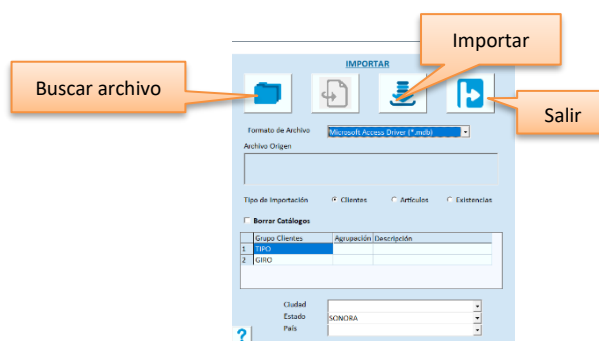 Importar
IMPORTAR
Buscar archivo
Salir
Formato de Archivo Microsoft Access Driver (*.mdb)
Archivo Origen
Tipo de Importación Clientes Artículos Existencias
Borrar Catálogos
Grupo Clientes Agrupación Descripción
1 TIPO
2 GIRO
Ciudad
Estado SONORA
País
?